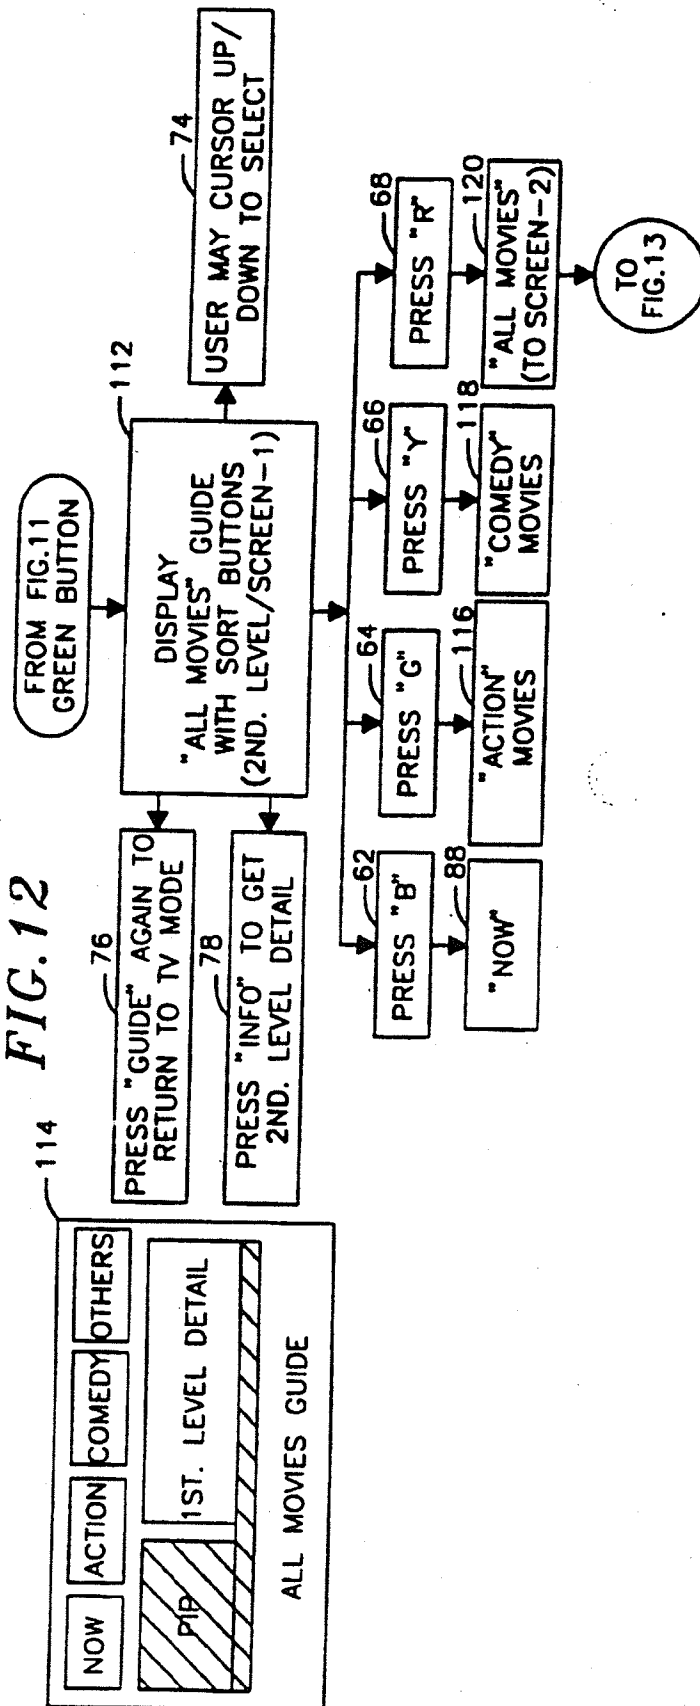 FIG.12
114
NOW
ACTION
COMEDY
OTHERS
PIP
1ST. LEVEL DETAIL
ALL MOVIES GUIDE
FROM FIG.11
GREEN BUTTON
112
DISPLAY
"ALL MOVIES" GUIDE
WITH SORT BUTTONS
(2ND. LEVEL/SCREEN-1)
76
PRESS "GUIDE" AGAIN TO
RETURN TO TV MODE
78
PRESS "INFO" TO GET
2ND. LEVEL DETAIL
74
USER MAY CURSOR UP/
DOWN TO SELECT
62
PRESS "B"
64
PRESS "G"
66
PRESS "Y"
68
PRESS "R"
88
"NOW"
116
"ACTION"
MOVIES
118
"COMEDY"
MOVIES
120
"ALL MOVIES"
(TO SCREEN-2)
TO
FIG.13